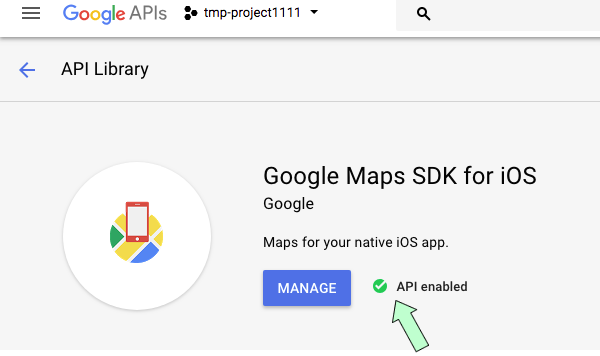 Google APIs tmp-project1111
API Library
Google Maps SDK for iOS
Google
Maps for your native iOS app.
MANAGE API enabled